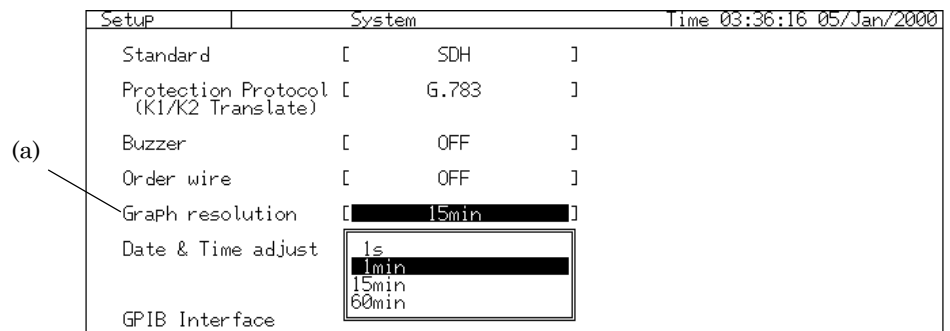 Setup System Time 03:36:16 05/Jan/2000
Standard [ SDH ]
Protection Protocol [ G.783 ]
(K1/K2 Translate)
Buzzer [ OFF ]
(a)
Order wire [ OFF ]
Graph resolution [ 15min ]
Date & Time adjust
1s
1min
15min
60min
GPIB Interface